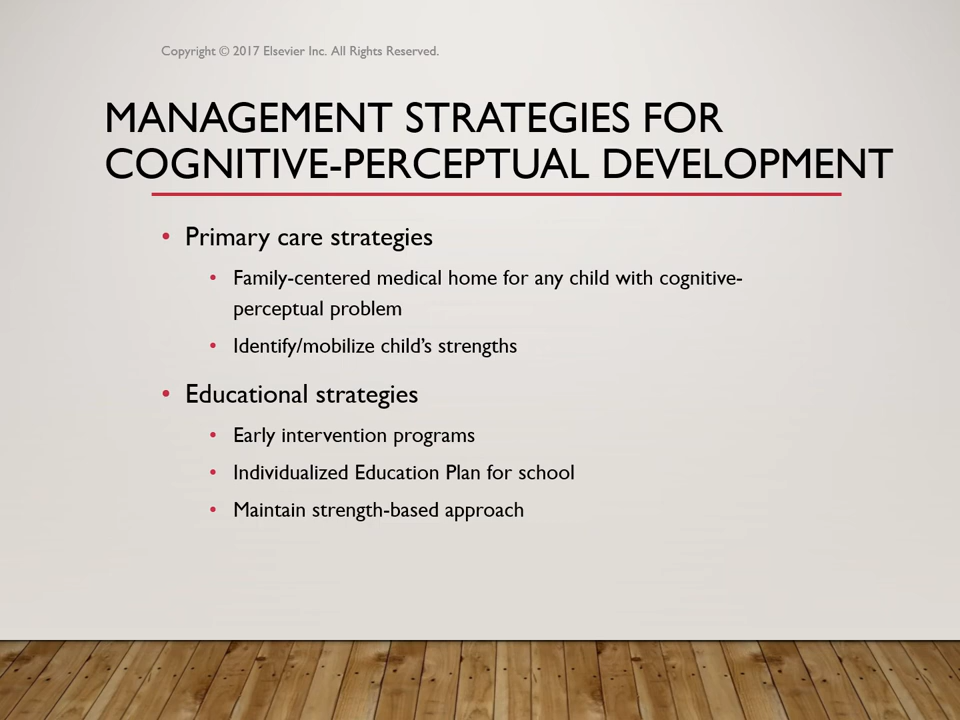 Copyright © 2017 Elsevier Inc. All Rights Reserved.
MANAGEMENT STRATEGIES FOR
COGNITIVE-PERCEPTUAL DEVELOPMENT
• Primary care strategies
• Family-centered medical home for any child with cognitive-
perceptual problem
• Identify/mobilize child’s strengths
• Educational strategies
• Early intervention programs
• Individualized Education Plan for school
• Maintain strength-based approach